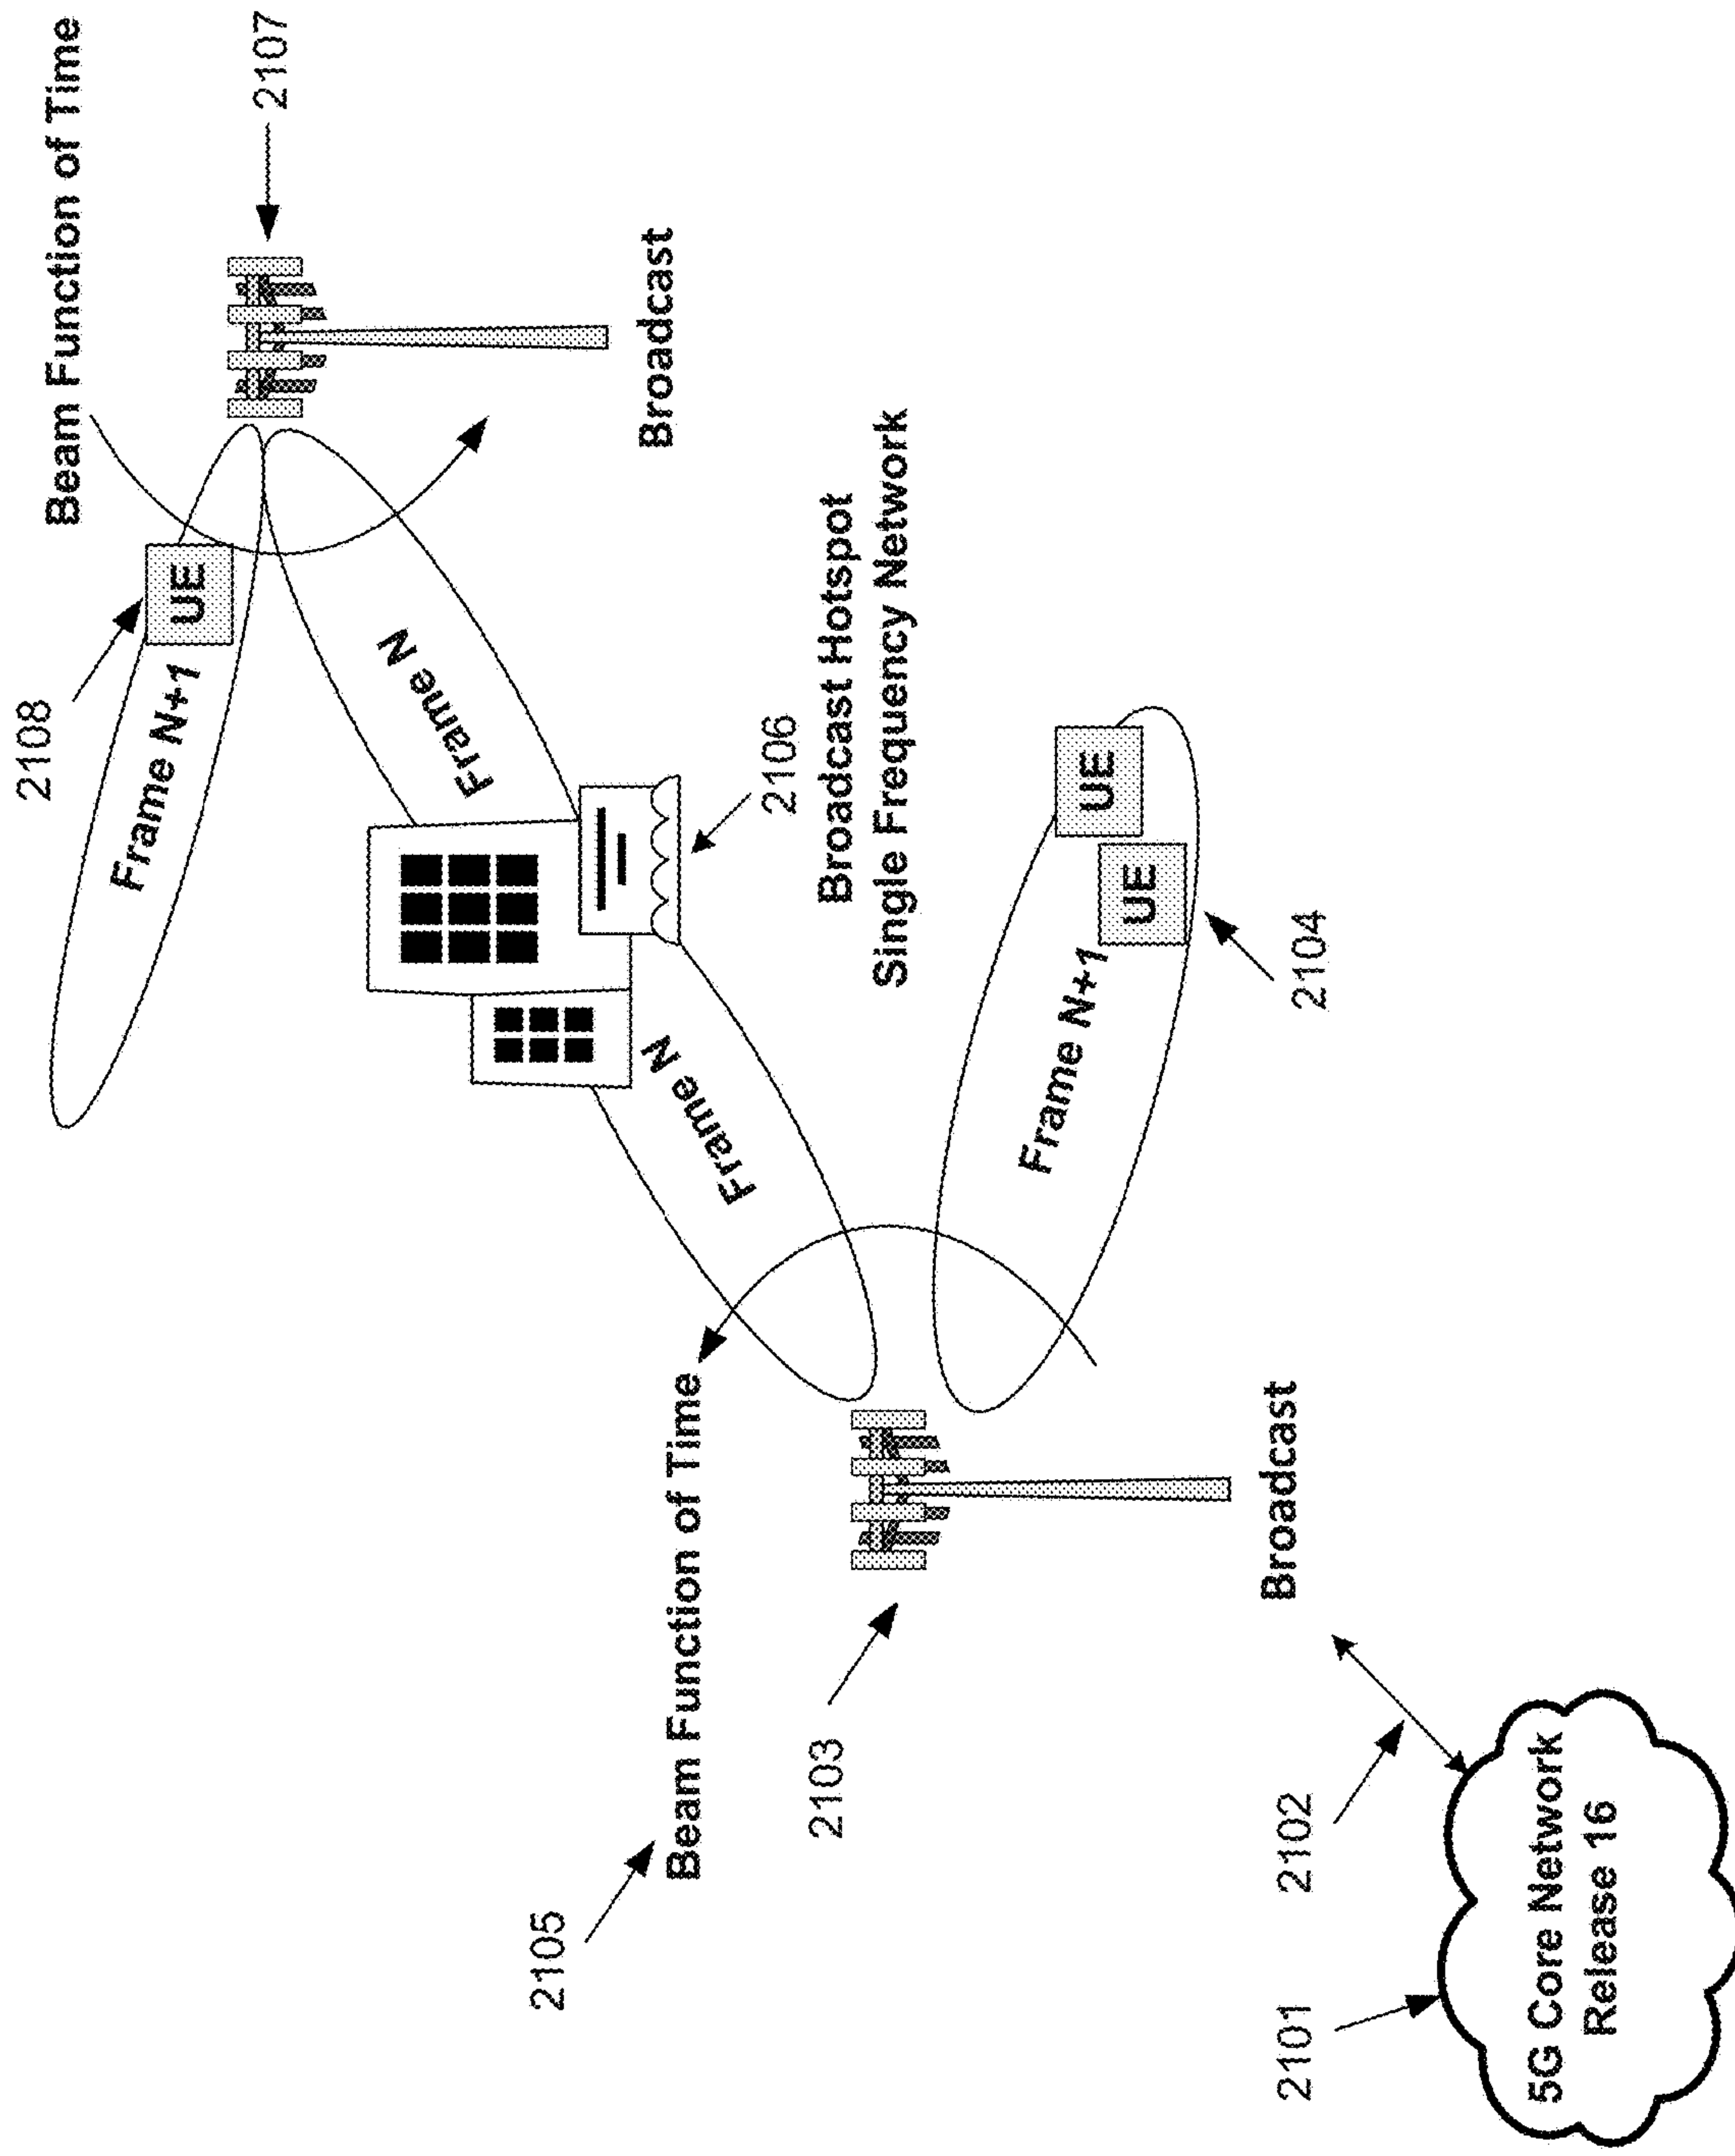 2108
Beam Function of Time
2107
Frame N+1
UE
Frame N
Broadcast
2106
Broadcast Hotspot
Single Frequency Network
2105
Beam Function of Time
Frame N
2103
Frame N+1
UE
UE
2104
Broadcast
2101
2102
5G Core Network
Release 16